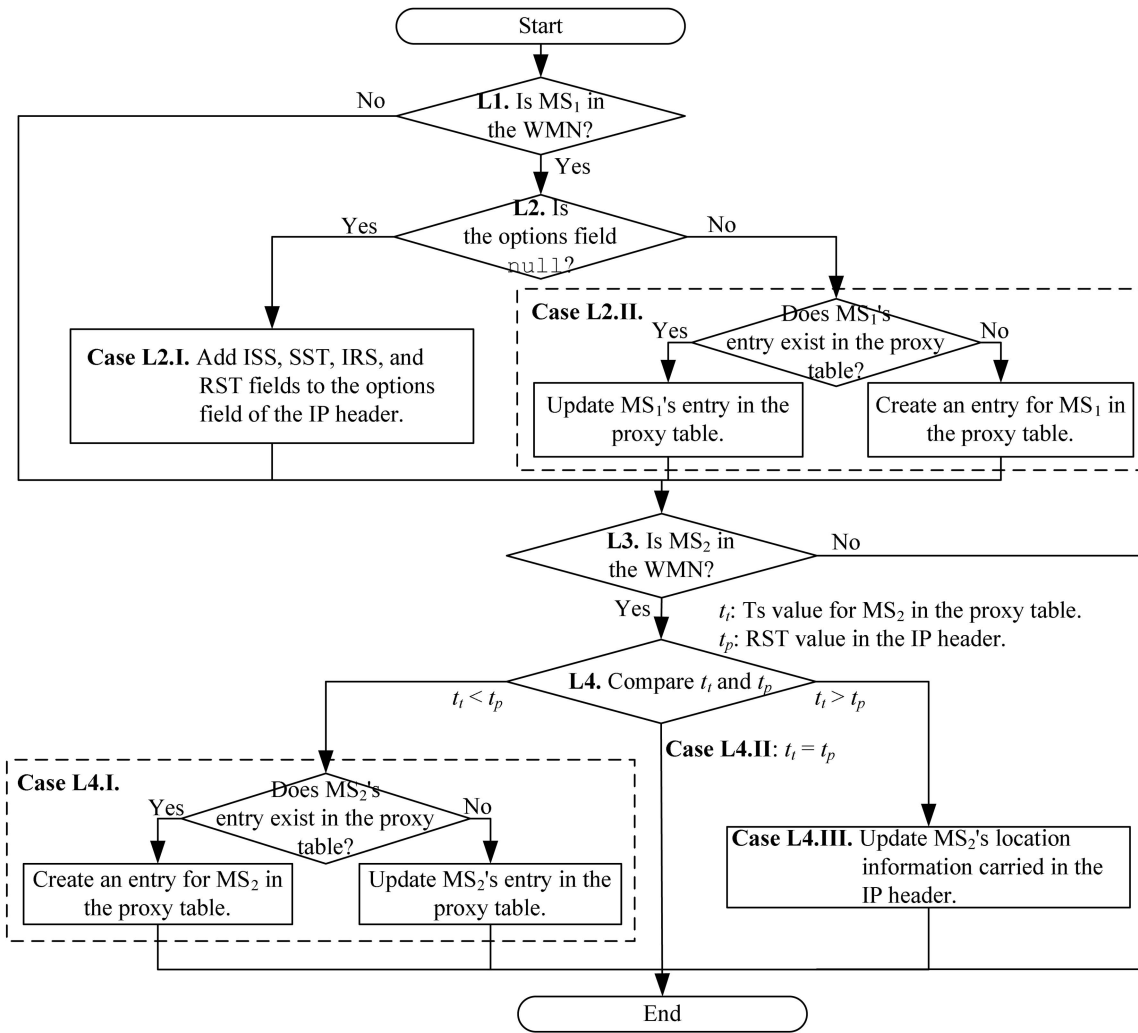 Start
No
L1. Is MS₁ in
the WMN?
Yes
Yes
L2. Is
the options field
null?
No
Case L2.I. Add ISS, SST, IRS, and
RST fields to the options
field of the IP header.
Case L2.II.
Yes
Does MS₁'s
entry exist in the proxy
table?
No
Update MS₁'s entry in the
proxy table.
Create an entry for MS₁ in
the proxy table.
L3. Is MS₂ in
the WMN?
No
Yes
tₜ: Ts value for MS₂ in the proxy table.
tₚ: RST value in the IP header.
L4. Compare tₜ and tₚ
tₜ < tₚ
tₜ > tₚ
Case L4.II: tₜ = tₚ
Case L4.I.
Yes
Does MS₂'s
entry exist in the proxy
table?
No
Create an entry for MS₂ in
the proxy table.
Update MS₂'s entry in the
proxy table.
Case L4.III. Update MS₂'s location
information carried in the
IP header.
End